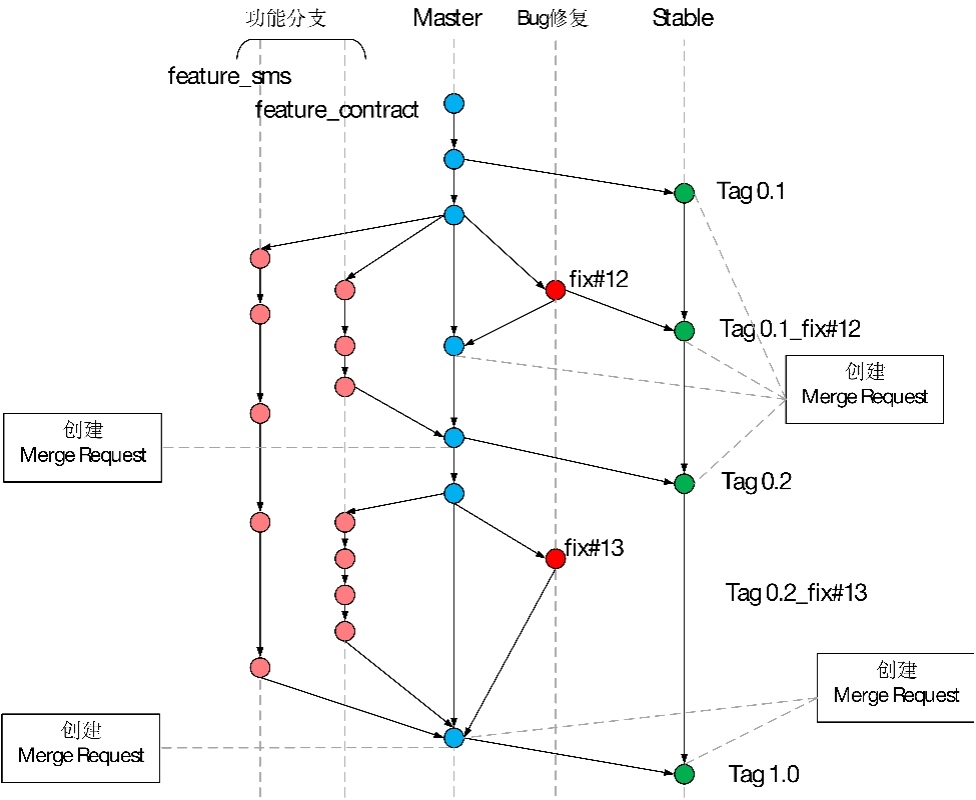 功能分支
Master
Bug修复
Stable
feature_sms
feature_contract
Tag 0.1
fix#12
Tag 0.1_fix#12
创建
Merge Request
创建
Merge Request
Tag 0.2
fix#13
Tag 0.2_fix#13
创建
Merge Request
创建
Merge Request
Tag 1.0